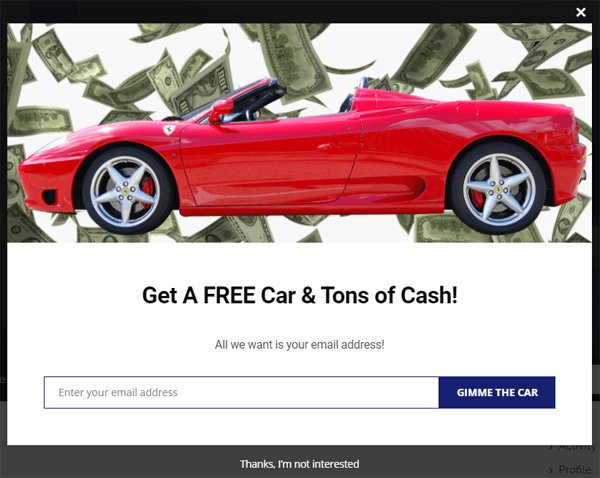 ×
Get A FREE Car & Tons of Cash!
All we want is your email address!
Enter your email address
GIMME THE CAR
Thanks, I'm not interested
> Activity
> Profile